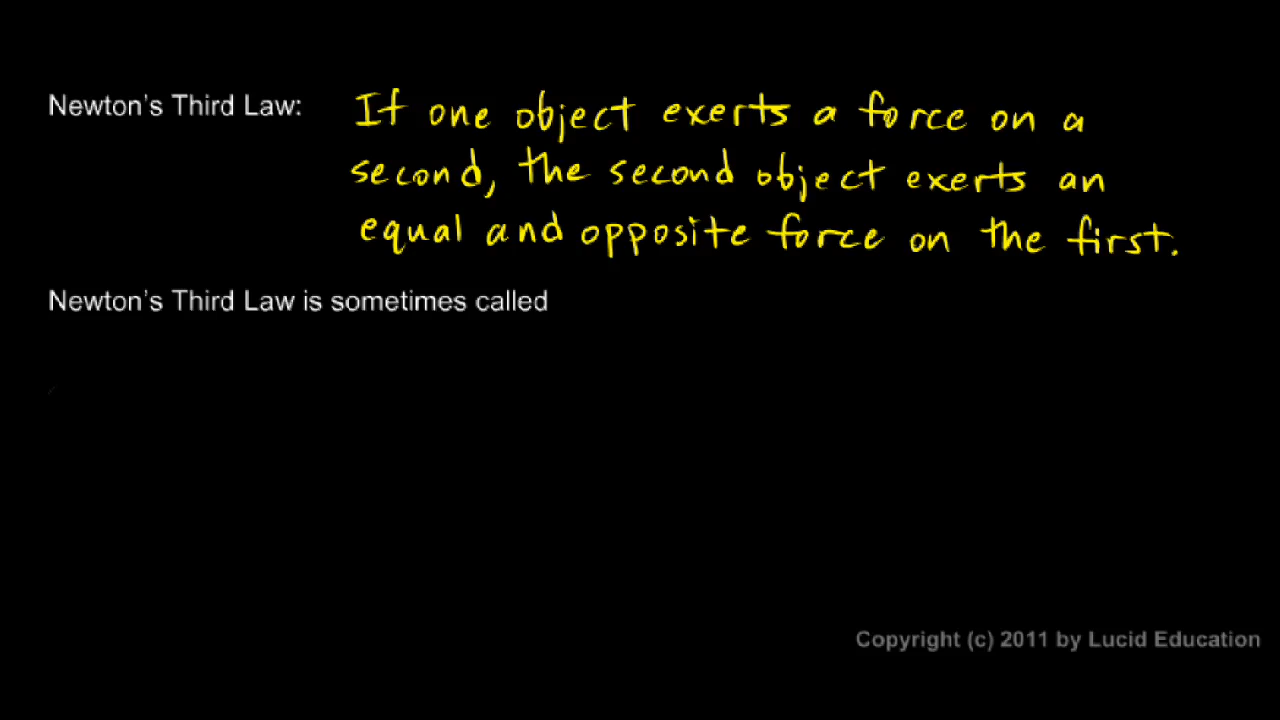 Newton's Third Law: If one object exerts a force on a
second, the second object exerts an
equal and opposite force on the first.
Newton's Third Law is sometimes called
Copyright (c) 2011 by Lucid Education